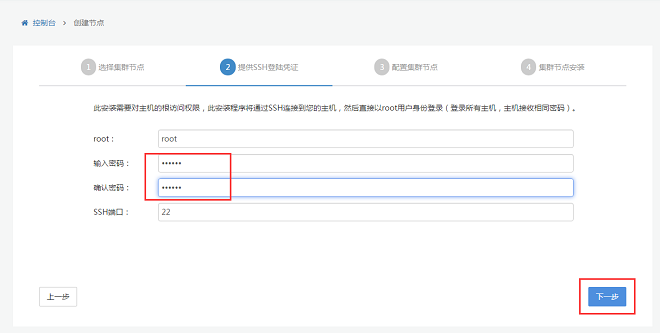 控制台 > 创建节点
1 选择集群节点 2 提供SSH登陆凭证 3 配置集群节点 4 集群节点安装
此安装需要对主机的根访问权限，此安装程序将通过SSH连接到您的主机，然后直接以root用户身份登录（登录所有主机，主机接收相同密码）。
root： root
输入密码： ••••••
确认密码： ••••••
SSH端口： 22
上一步 下一步